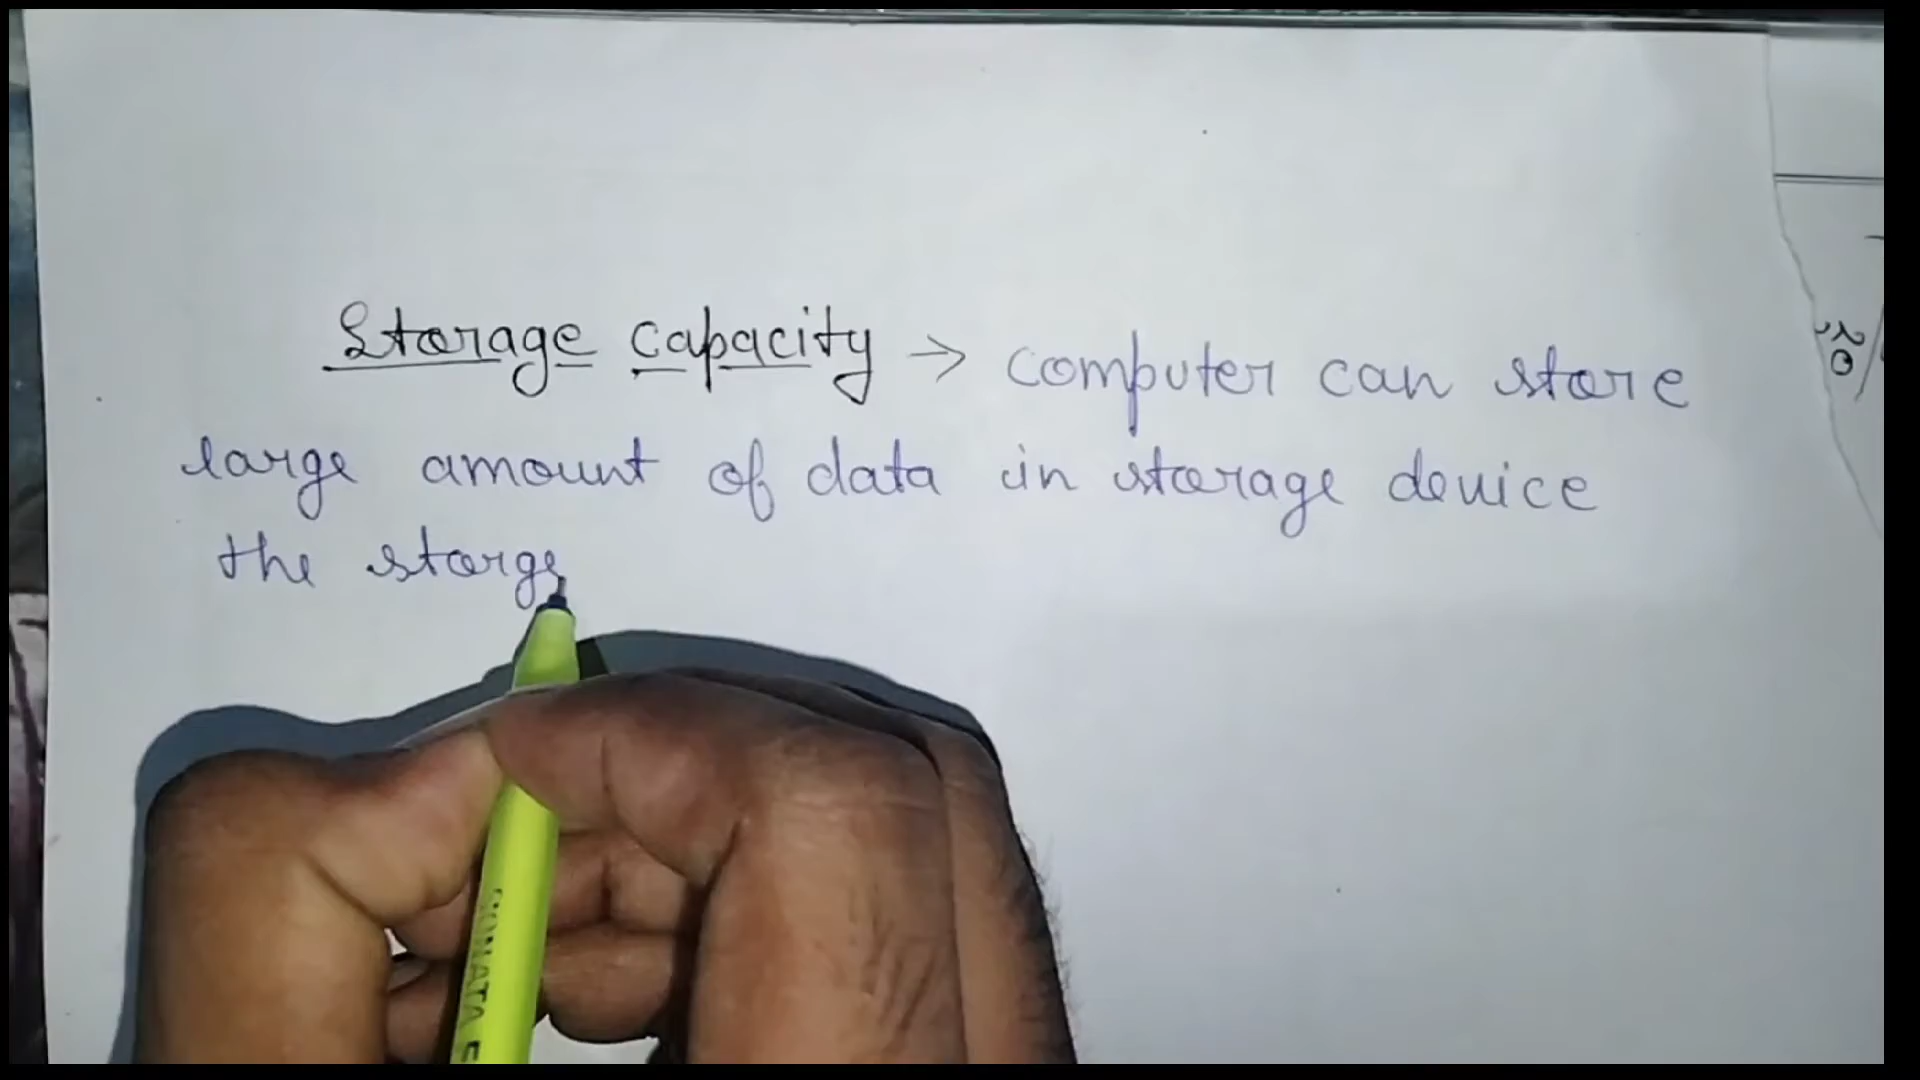 Storage capacity → computer can store
large amount of data in storage device
the storge